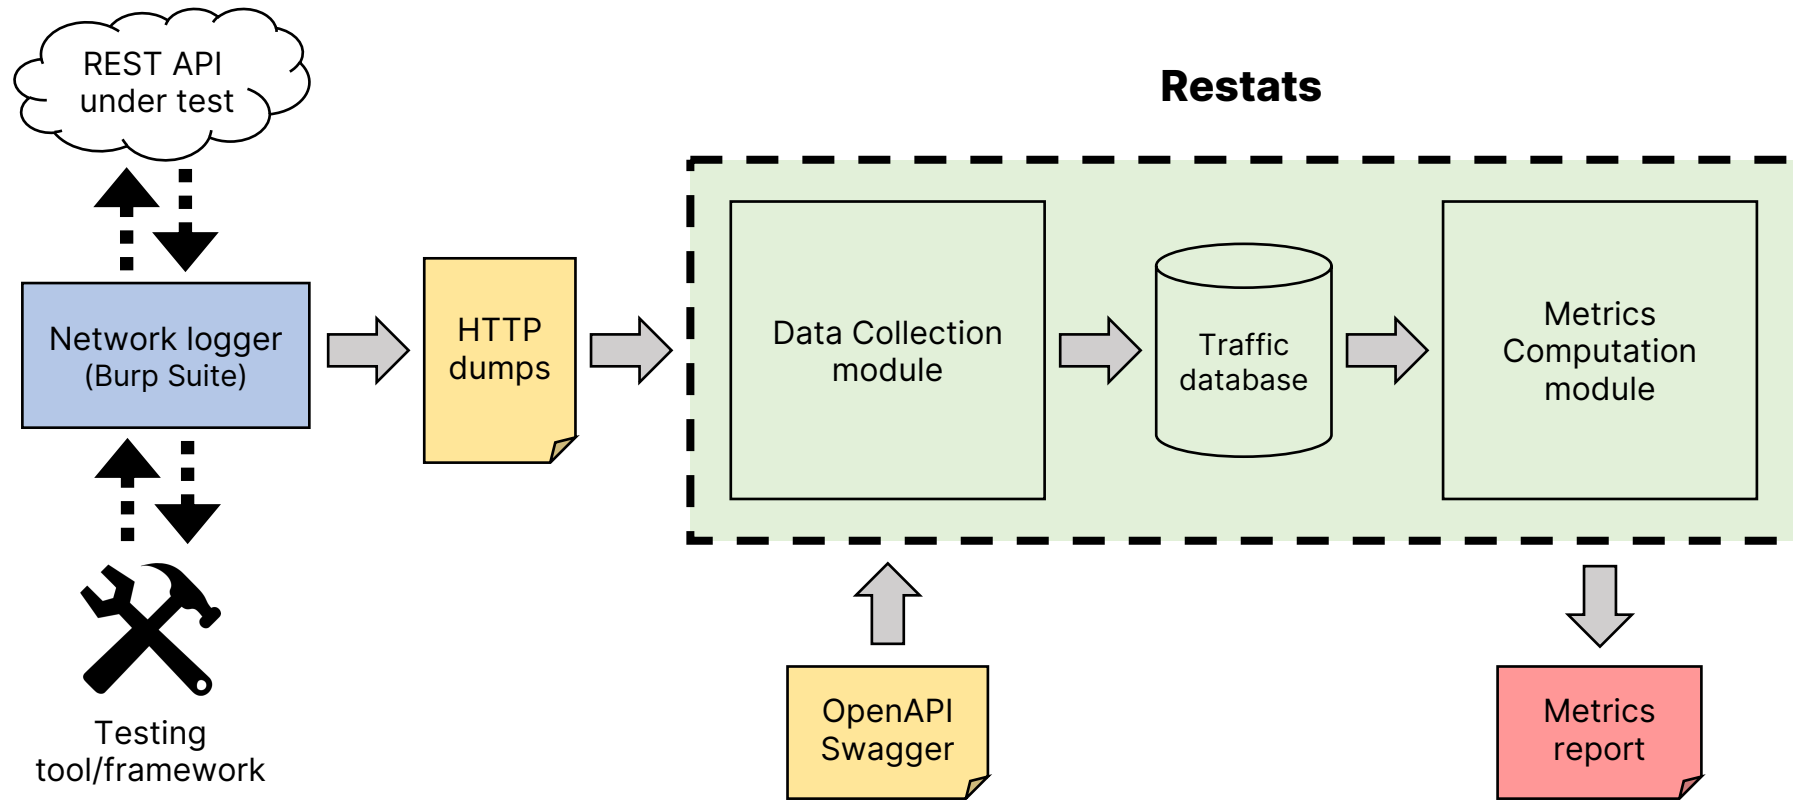 REST API
under test
Restats
Network logger
(Burp Suite)
HTTP
dumps
Data Collection
module
Traffic
database
Metrics
Computation
module
Testing
tool/framework
OpenAPI
Swagger
Metrics
report